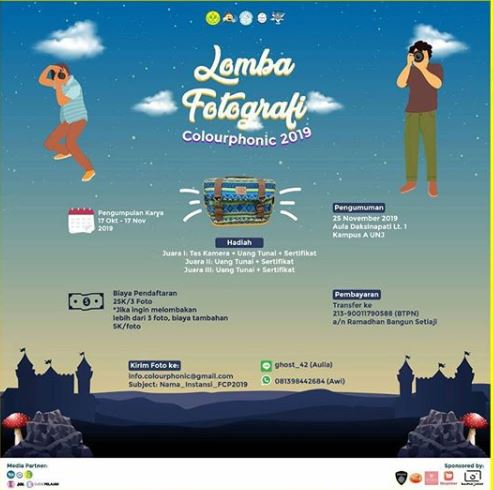 Lomba
Fotografi
Colourphonic 2019
Pengumpulan Karya
17 Okt - 17 Nov
2019
Pengumuman
25 November 2019
Aula Daksinapati Lt. 1
Kampus A UNJ
Hadiah
Juara I: Tas Kamera + Uang Tunai + Sertifikat
Juara II: Uang Tunai + Sertifikat
Juara III: Uang Tunai + Sertifikat
Biaya Pendaftaran
25K/3 Foto
*Jika ingin melombakan
lebih dari 3 foto, biaya tambahan
5K/foto
Pembayaran
Transfer ke
213-90011790588 (BTPN)
a/n Ramadhan Bangun Setiaji
Kirim Foto ke:
info.colourphonic@gmail.com
Subject: Nama_Instansi_FCP2019
ghost_42 (Aulia)
081398442684 (Awi)
Media Partner:
Sponsored by: